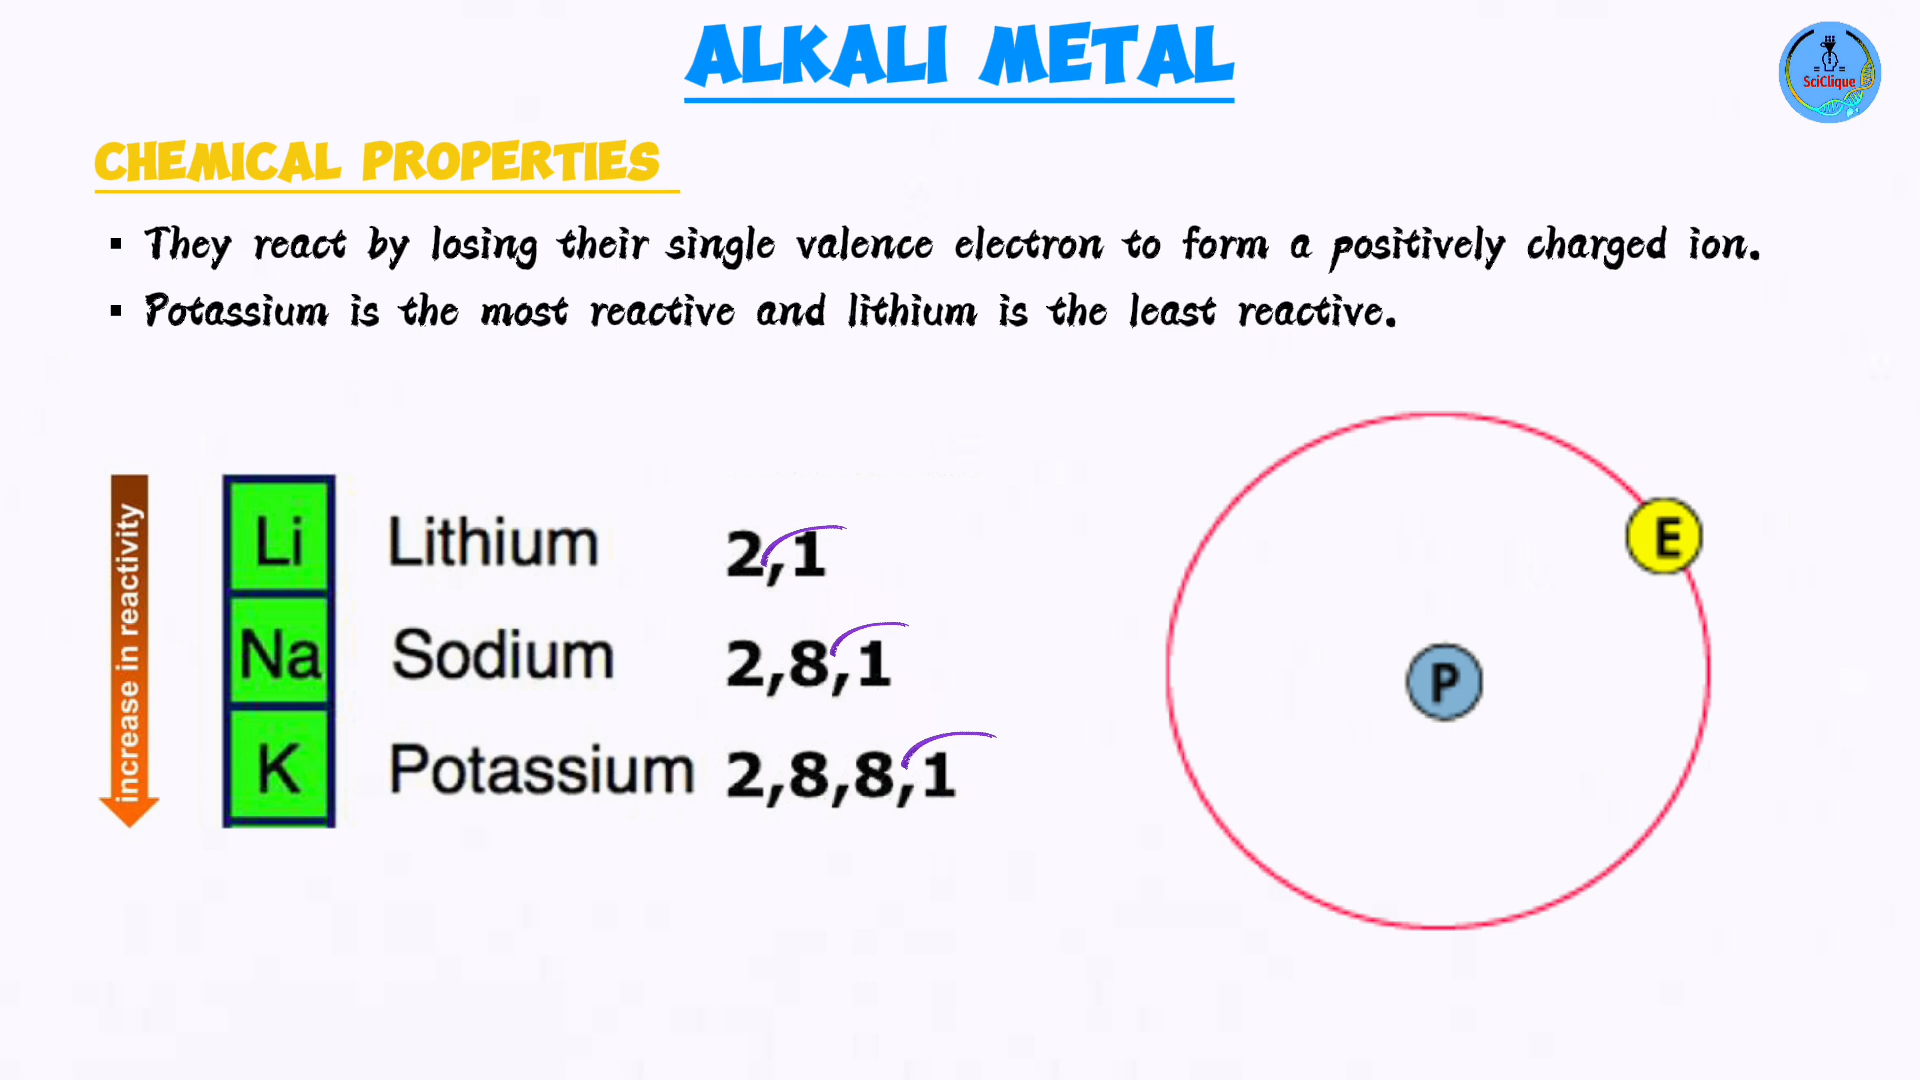 ALKALI METAL
SciClique
CHEMICAL PROPERTIES
▪ They react by losing their single valence electron to form a positively charged ion.
▪ Potassium is the most reactive and lithium is the least reactive.
increase in reactivity
Li Lithium 2,1
Na Sodium 2,8,1
K Potassium 2,8,8,1
E
P